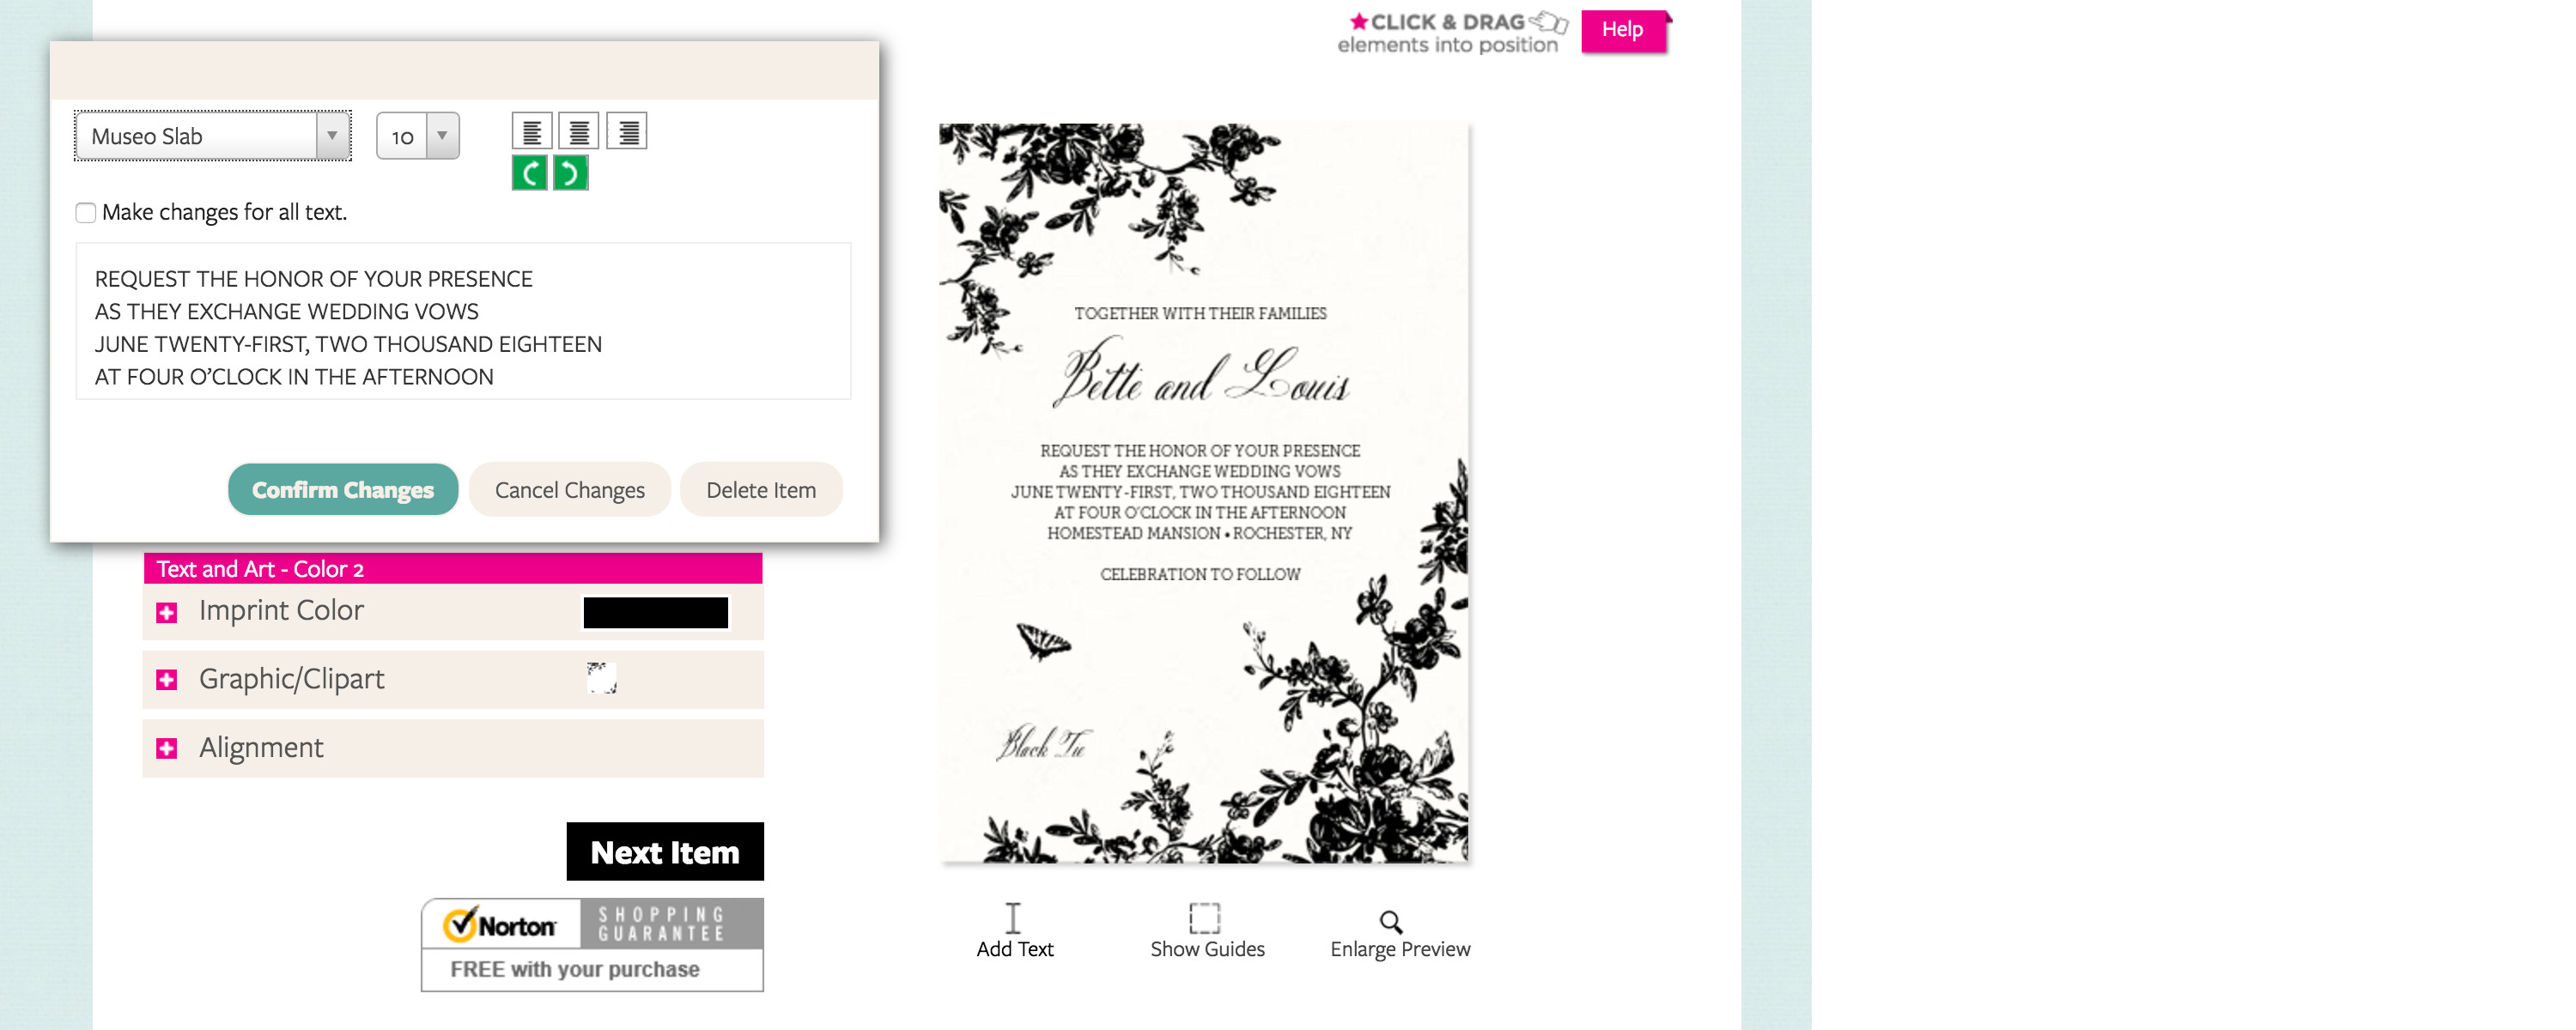 ★CLICK & DRAG
elements into position
Help
Museo Slab
10
Make changes for all text.
REQUEST THE HONOR OF YOUR PRESENCE
AS THEY EXCHANGE WEDDING VOWS
JUNE TWENTY-FIRST, TWO THOUSAND EIGHTEEN
AT FOUR O’CLOCK IN THE AFTERNOON
Confirm Changes
Cancel Changes
Delete Item
Text and Art - Color 2
Imprint Color
Graphic/Clipart
Alignment
Next Item
Norton
SHOPPING
GUARANTEE
FREE with your purchase
TOGETHER WITH THEIR FAMILIES
Bette and Louis
REQUEST THE HONOR OF YOUR PRESENCE
AS THEY EXCHANGE WEDDING VOWS
JUNE TWENTY-FIRST, TWO THOUSAND EIGHTEEN
AT FOUR O'CLOCK IN THE AFTERNOON
HOMESTEAD MANSION • ROCHESTER, NY
CELEBRATION TO FOLLOW
Black Tie
Add Text
Show Guides
Enlarge Preview